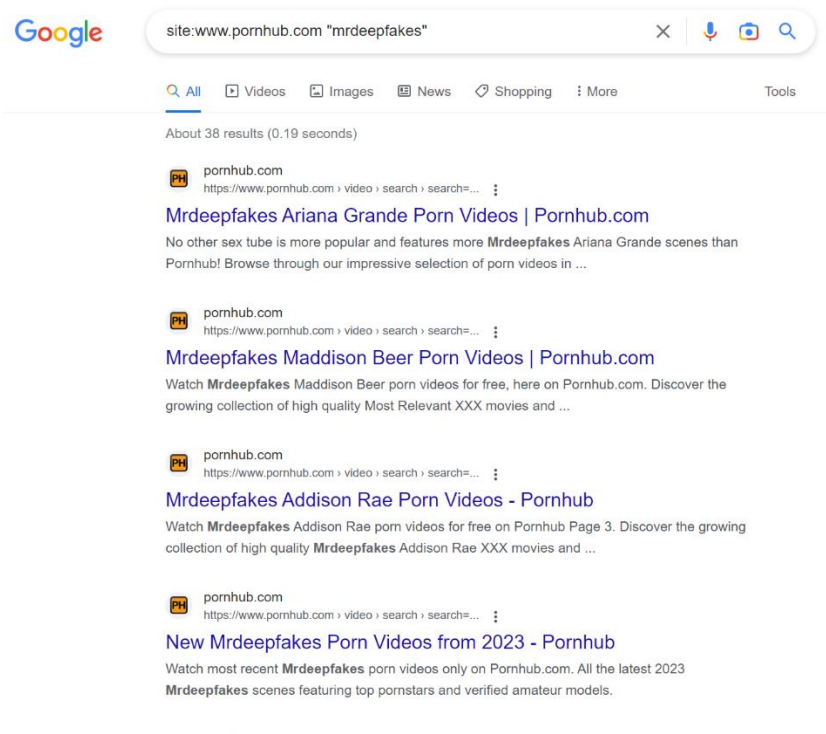 Google
site:www.pornhub.com "mrdeepfakes"
All Videos Images News Shopping More Tools
About 38 results (0.19 seconds)
PH
pornhub.com
https://www.pornhub.com › video › search › search=...
Mrdeepfakes Ariana Grande Porn Videos | Pornhub.com
No other sex tube is more popular and features more Mrdeepfakes Ariana Grande scenes than
Pornhub! Browse through our impressive selection of porn videos in ...
PH
pornhub.com
https://www.pornhub.com › video › search › search=...
Mrdeepfakes Maddison Beer Porn Videos | Pornhub.com
Watch Mrdeepfakes Maddison Beer porn videos for free, here on Pornhub.com. Discover the
growing collection of high quality Most Relevant XXX movies and ...
PH
pornhub.com
https://www.pornhub.com › video › search › search=...
Mrdeepfakes Addison Rae Porn Videos - Pornhub
Watch Mrdeepfakes Addison Rae porn videos for free on Pornhub Page 3. Discover the growing
collection of high quality Mrdeepfakes Addison Rae XXX movies and ...
PH
pornhub.com
https://www.pornhub.com › video › search › search=...
New Mrdeepfakes Porn Videos from 2023 - Pornhub
Watch most recent Mrdeepfakes porn videos only on Pornhub.com. All the latest 2023
Mrdeepfakes scenes featuring top pornstars and verified amateur models.